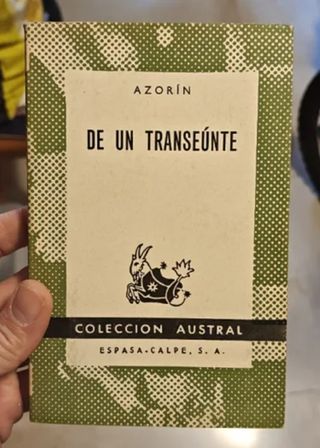 AZORÍN
DE UN TRANSEÚNTE
COLECCION AUSTRAL
ESPASA-CALPE, S. A.